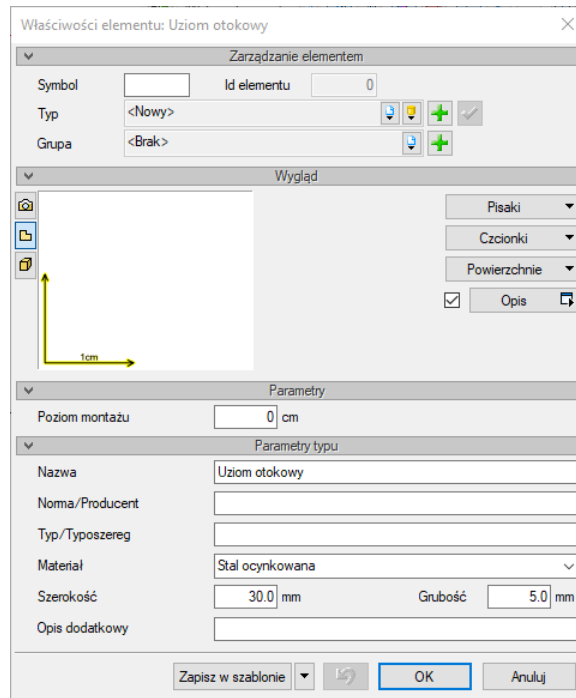 Właściwości elementu: Uziom otokowy
Zarządzanie elementem
Symbol Id elementu 0
Typ <Nowy>
Grupa <Brak>
Wygląd
Pisaki
Czcionki
Powierzchnie
Opis
1cm
Parametry
Poziom montażu 0 cm
Parametry typu
Nazwa Uziom otokowy
Norma/Producent
Typ/Typoszereg
Materiał Stal ocynkowana
Szerokość 30.0 mm Grubość 5.0 mm
Opis dodatkowy
Zapisz w szablonie OK Anuluj